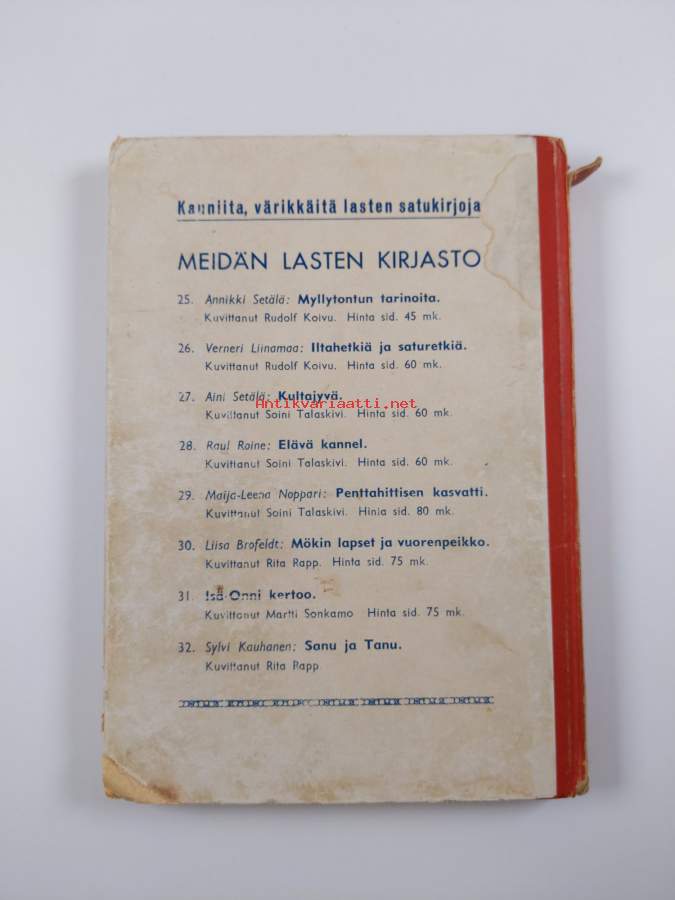 Kauniita, värikkäitä lasten satukirjoja
MEIDÄN LASTEN KIRJASTO
25. Annikki Setälä: Myllytontun tarinoita.
Kuvittanut Rudolf Koivu. Hinta sid. 45 mk.
26. Verneri Liinamaa: Iltahetkiä ja saturetkiä.
Kuvittanut Rudolf Koivu. Hinta sid. 60 mk.
27. Aini Setälä: Kultajyvä.
Antikvariaatti.net
Kuvittanut Soini Talaskivi. Hinta sid. 60 mk.
28. Raul Roine: Elävä kannel.
Kuvittanut Soini Talaskivi. Hinta sid. 60 mk.
29. Maija-Leena Noppari: Penttahittisen kasvatti.
Kuvittanut Soini Talaskivi. Hinta sid. 80 mk.
30. Liisa Brofeldt: Mökin lapset ja vuorenpeikko.
Kuvittanut Rita Rapp. Hinta sid. 75 mk.
31. Isä Onni kertoo.
Kuvittanut Martti Sonkamo Hinta sid. 75 mk.
32. Sylvi Kauhanen: Sanu ja Tanu.
Kuvittanut Rita Rapp